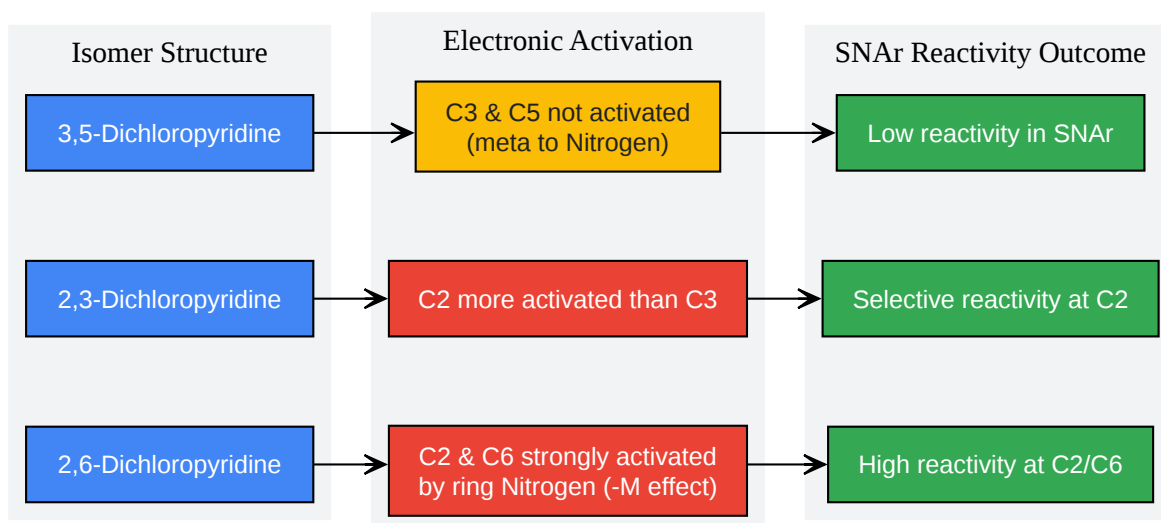 Isomer Structure
Electronic Activation
SNAr Reactivity Outcome
3,5-Dichloropyridine
C3 & C5 not activated
(meta to Nitrogen)
Low reactivity in SNAr
2,3-Dichloropyridine
C2 more activated than C3
Selective reactivity at C2
2,6-Dichloropyridine
C2 & C6 strongly activated
by ring Nitrogen (-M effect)
High reactivity at C2/C6